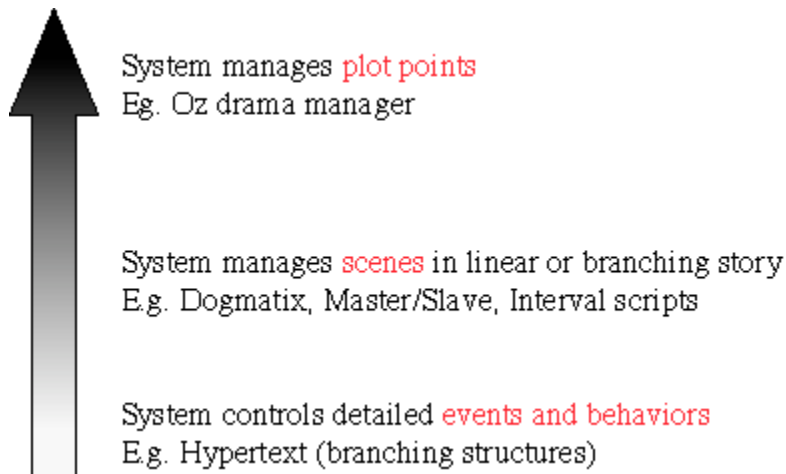 System manages plot points
Eg. Oz drama manager
System manages scenes in linear or branching story
E.g. Dogmatix, Master/Slave, Interval scripts
System controls detailed events and behaviors
E.g. Hypertext (branching structures)